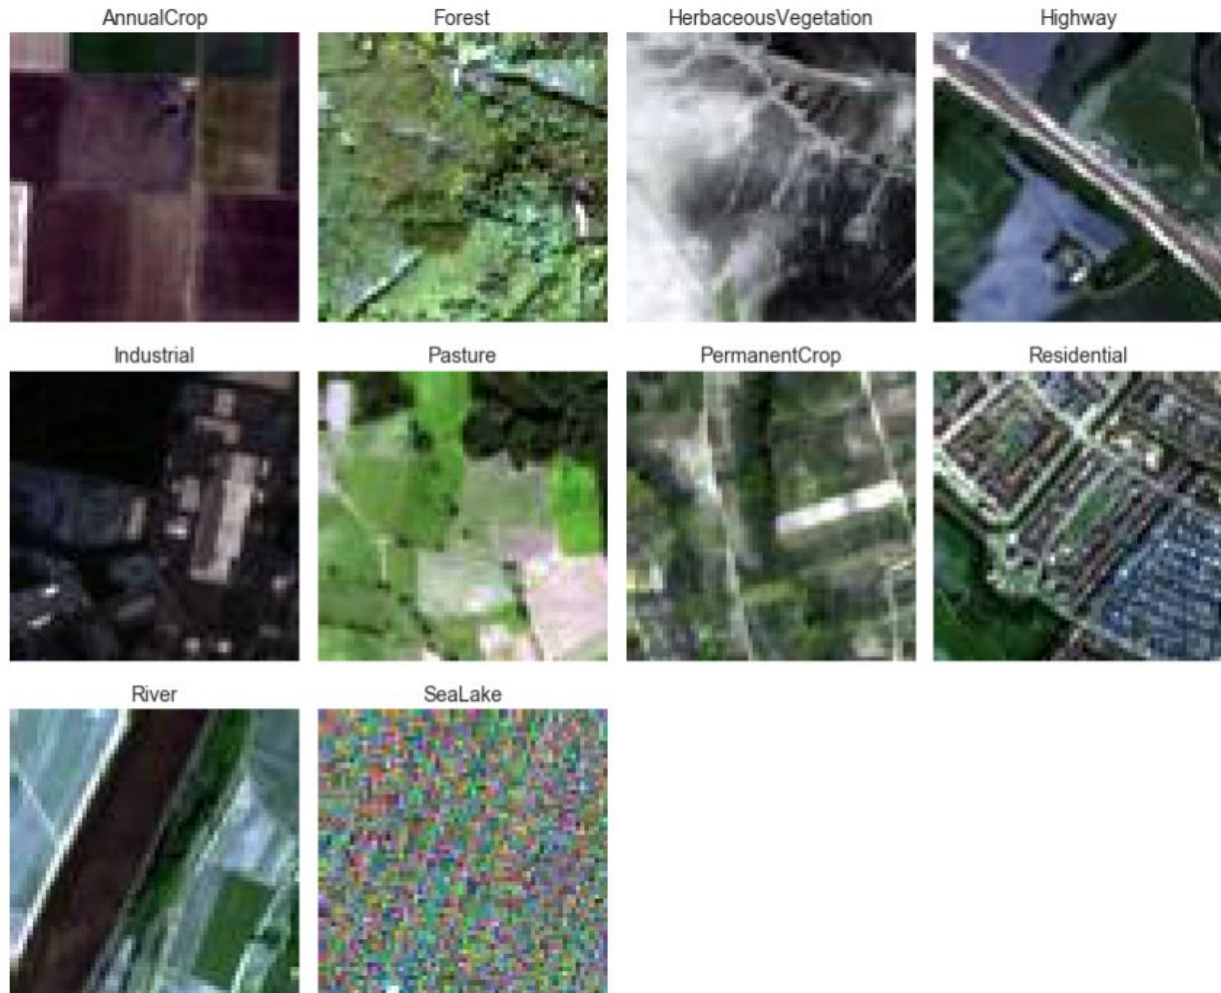 AnnualCrop
Forest
HerbaceousVegetation
Highway
Industrial
Pasture
PermanentCrop
Residential
River
SeaLake